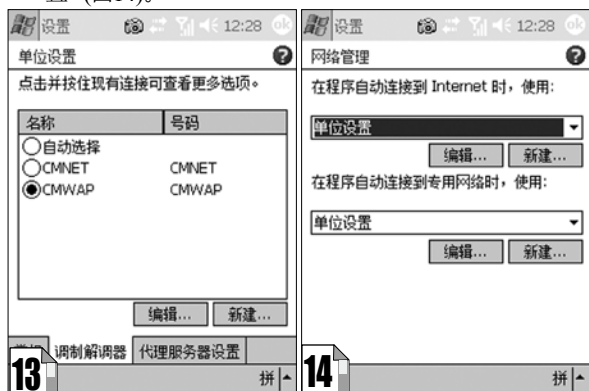 设置 12:28 ok
单位设置
点击并按住现有连接可查看更多选项。
名称 号码
自动选择
CMNET CMNET
CMWAP CMWAP
编辑... 新建...
调制解调器 代理服务器设置
13
拼
设置 12:28 ok
网络管理
在程序自动连接到 Internet 时，使用:
单位设置
编辑... 新建...
在程序自动连接到专用网络时，使用:
单位设置
编辑... 新建...
14
拼